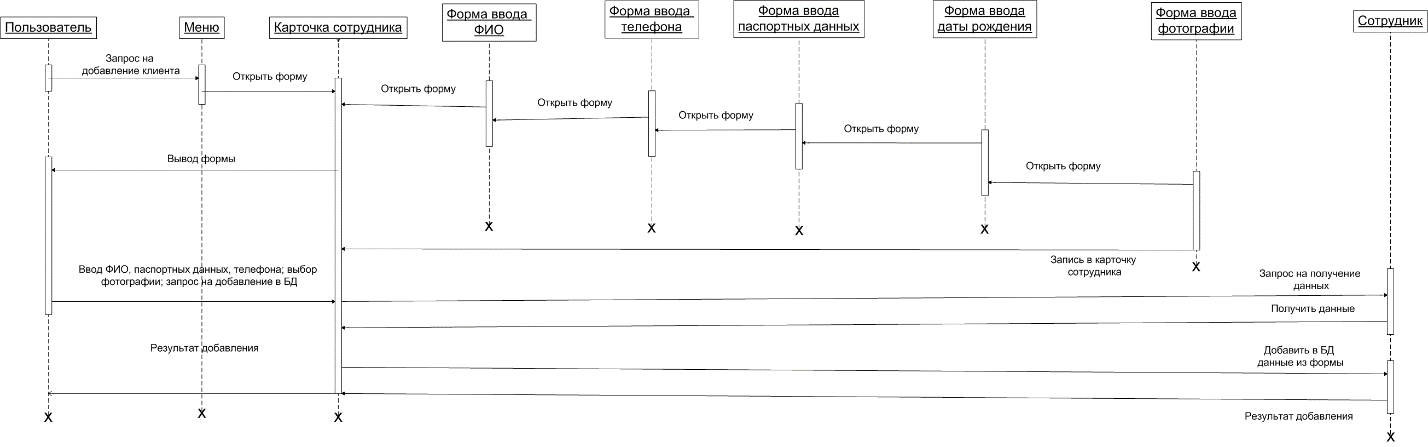 Пользователь
Меню
Карточка сотрудника
Форма ввода
ФИО
Форма ввода
телефона
Форма ввода
паспортных данных
Форма ввода
даты рождения
Форма ввода
фотографии
Сотрудник
Запрос на
добавление клиента
Открыть форму
Открыть форму
Открыть форму
Открыть форму
Открыть форму
Вывод формы
Открыть форму
X
X
X
X
Запись в карточку
сотрудника
X
Ввод ФИО, паспортных данных, телефона; выбор
фотографии; запрос на добавление в БД
Запрос на получение
данных
Получить данные
Результат добавления
Добавить в БД
данные из формы
Результат добавления
X
X
X
X